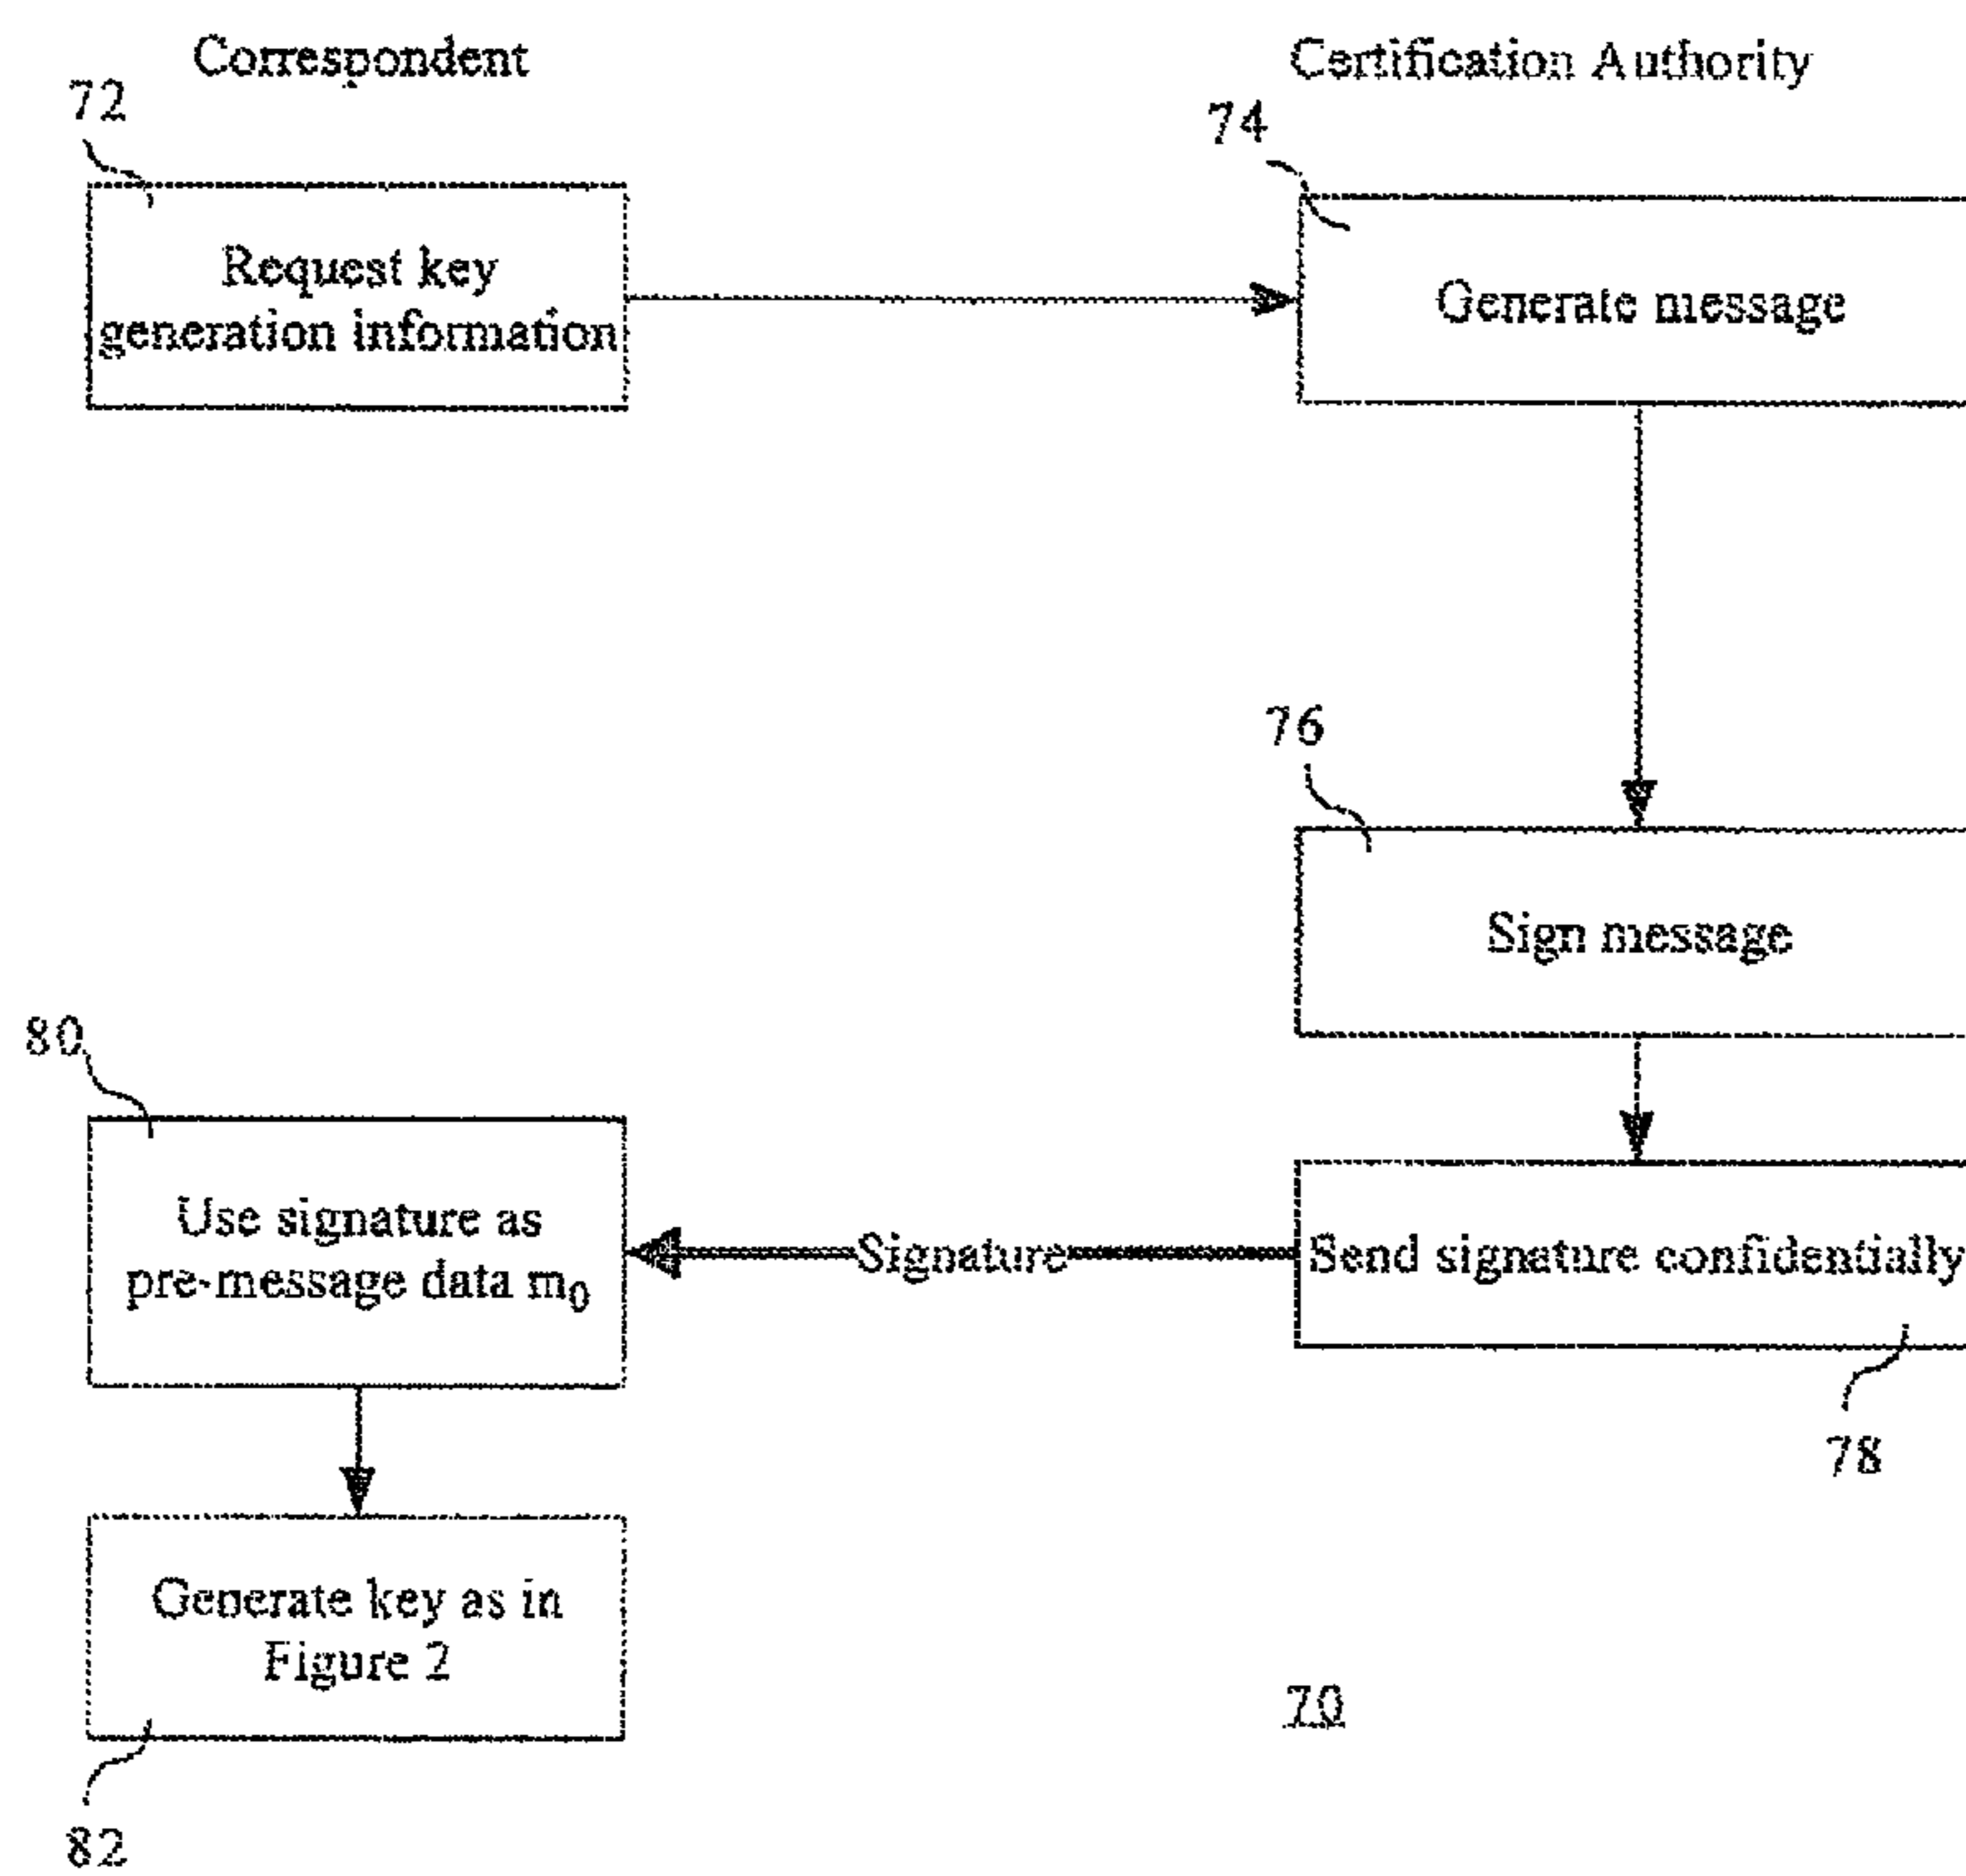 Correspondent
Certification Authority
72
74
Request key
generation information
Generate message
76
Sign message
80
Use signature as
pre-message data m₀
Signature
Send signature confidentially
78
Generate key as in
Figure 2
70
82